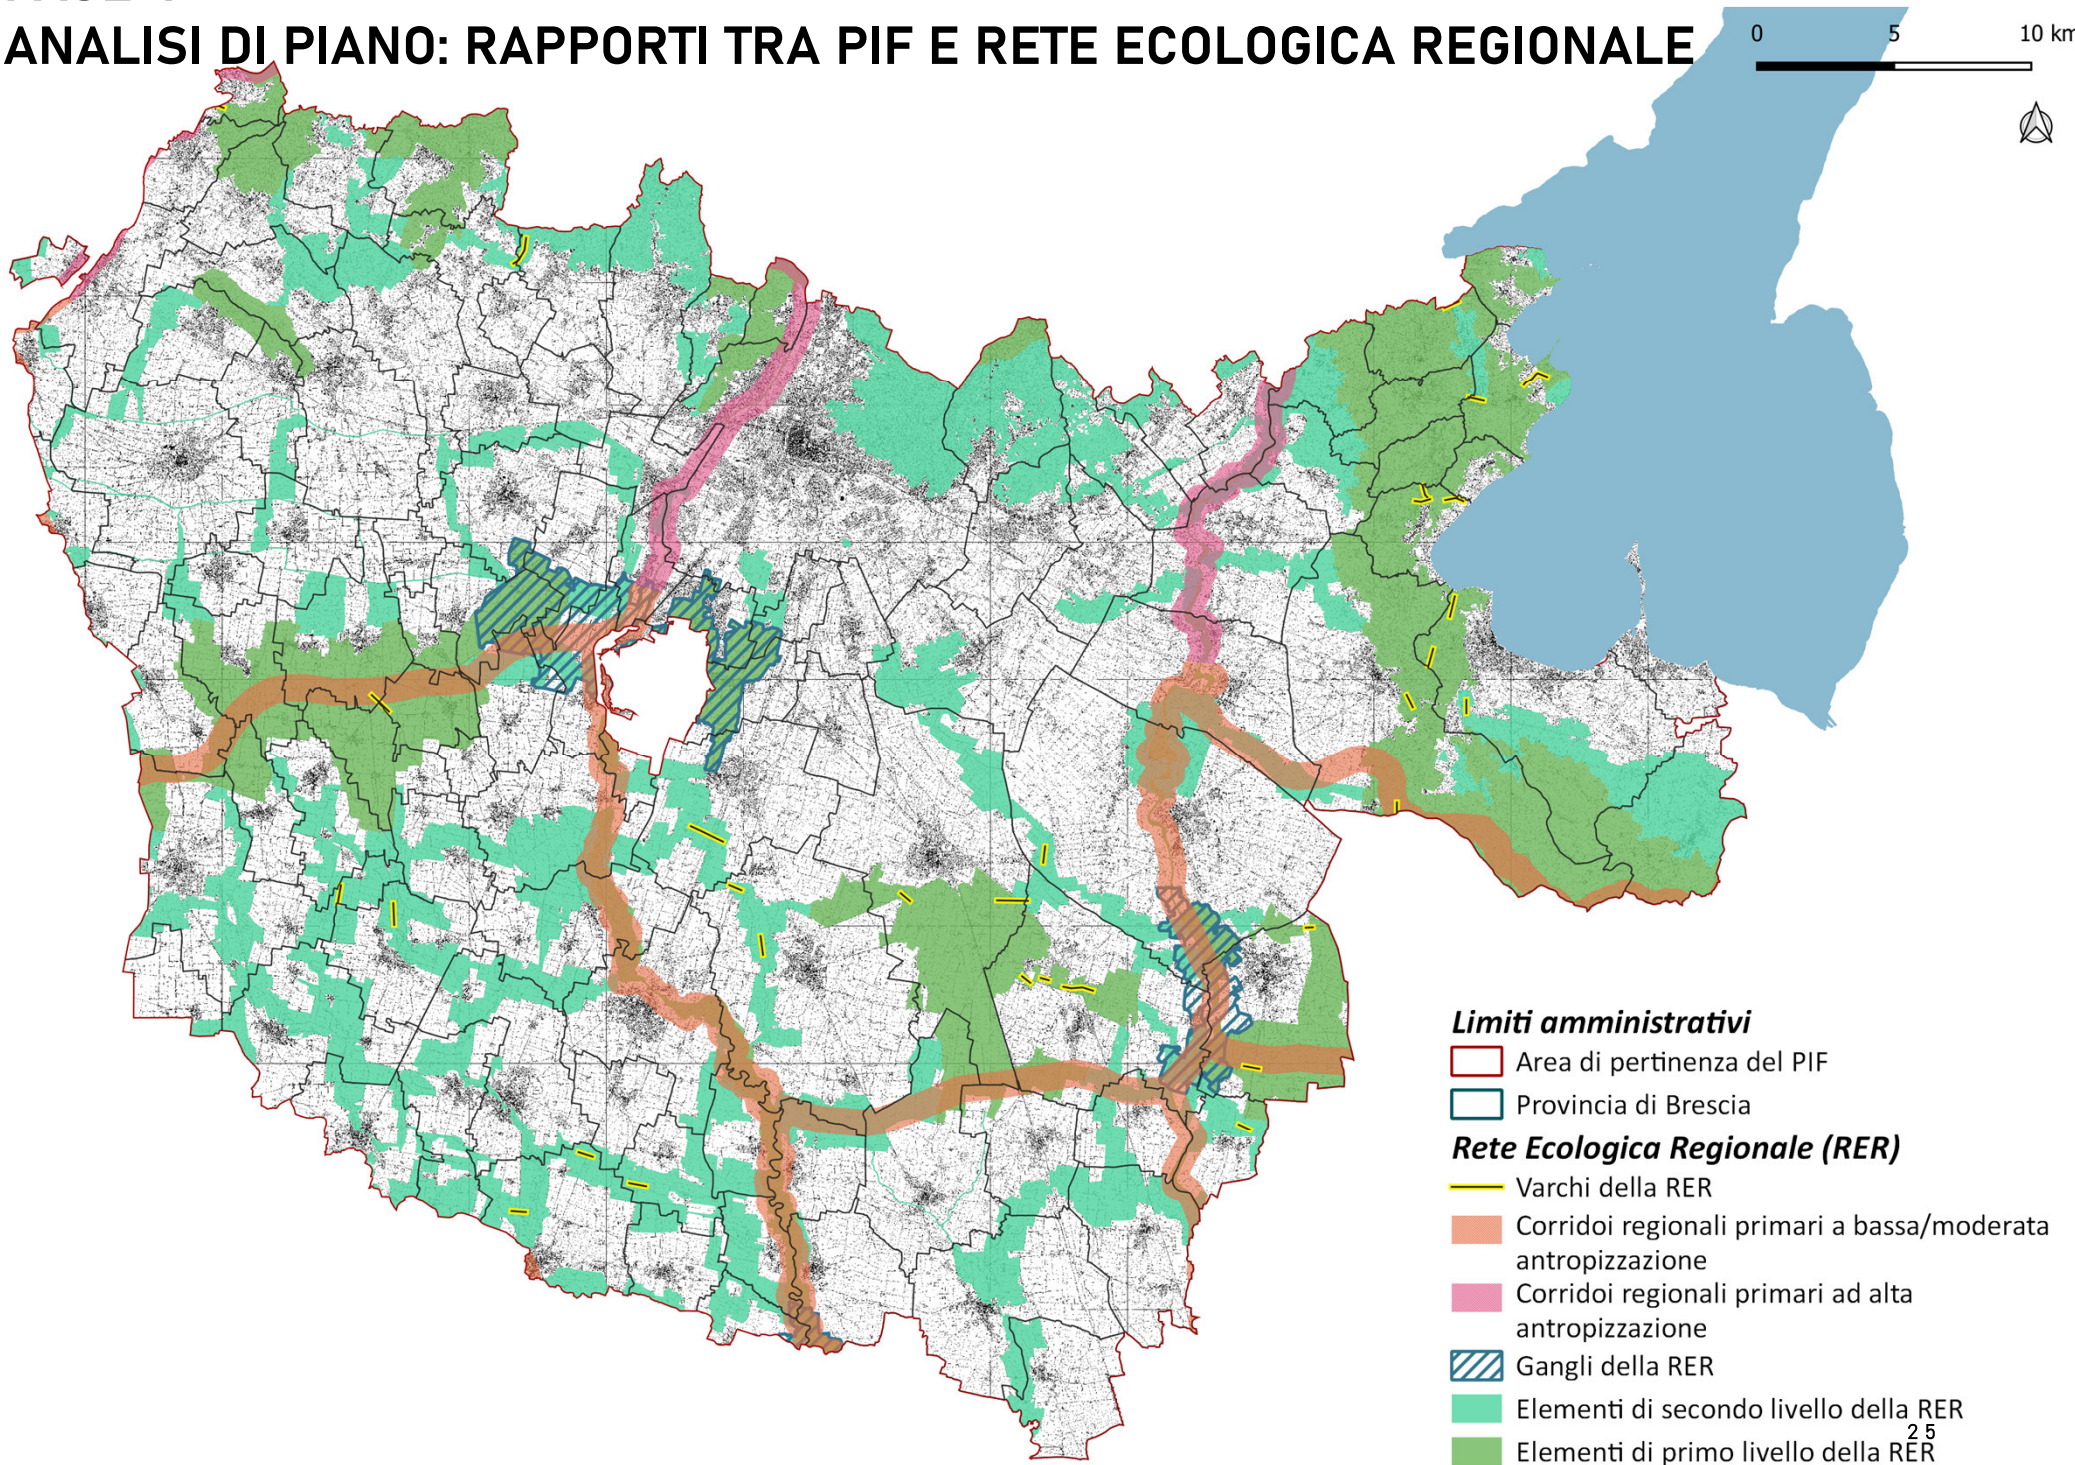 ANALISI DI PIANO: RAPPORTI TRA PIF E RETE ECOLOGICA REGIONALE
0 5 10 km
Limiti amministrativi
Area di pertinenza del PIF
Provincia di Brescia
Rete Ecologica Regionale (RER)
Varchi della RER
Corridoi regionali primari a bassa/moderata
antropizzazione
Corridoi regionali primari ad alta
antropizzazione
Gangli della RER
Elementi di secondo livello della RER
25
Elementi di primo livello della RER